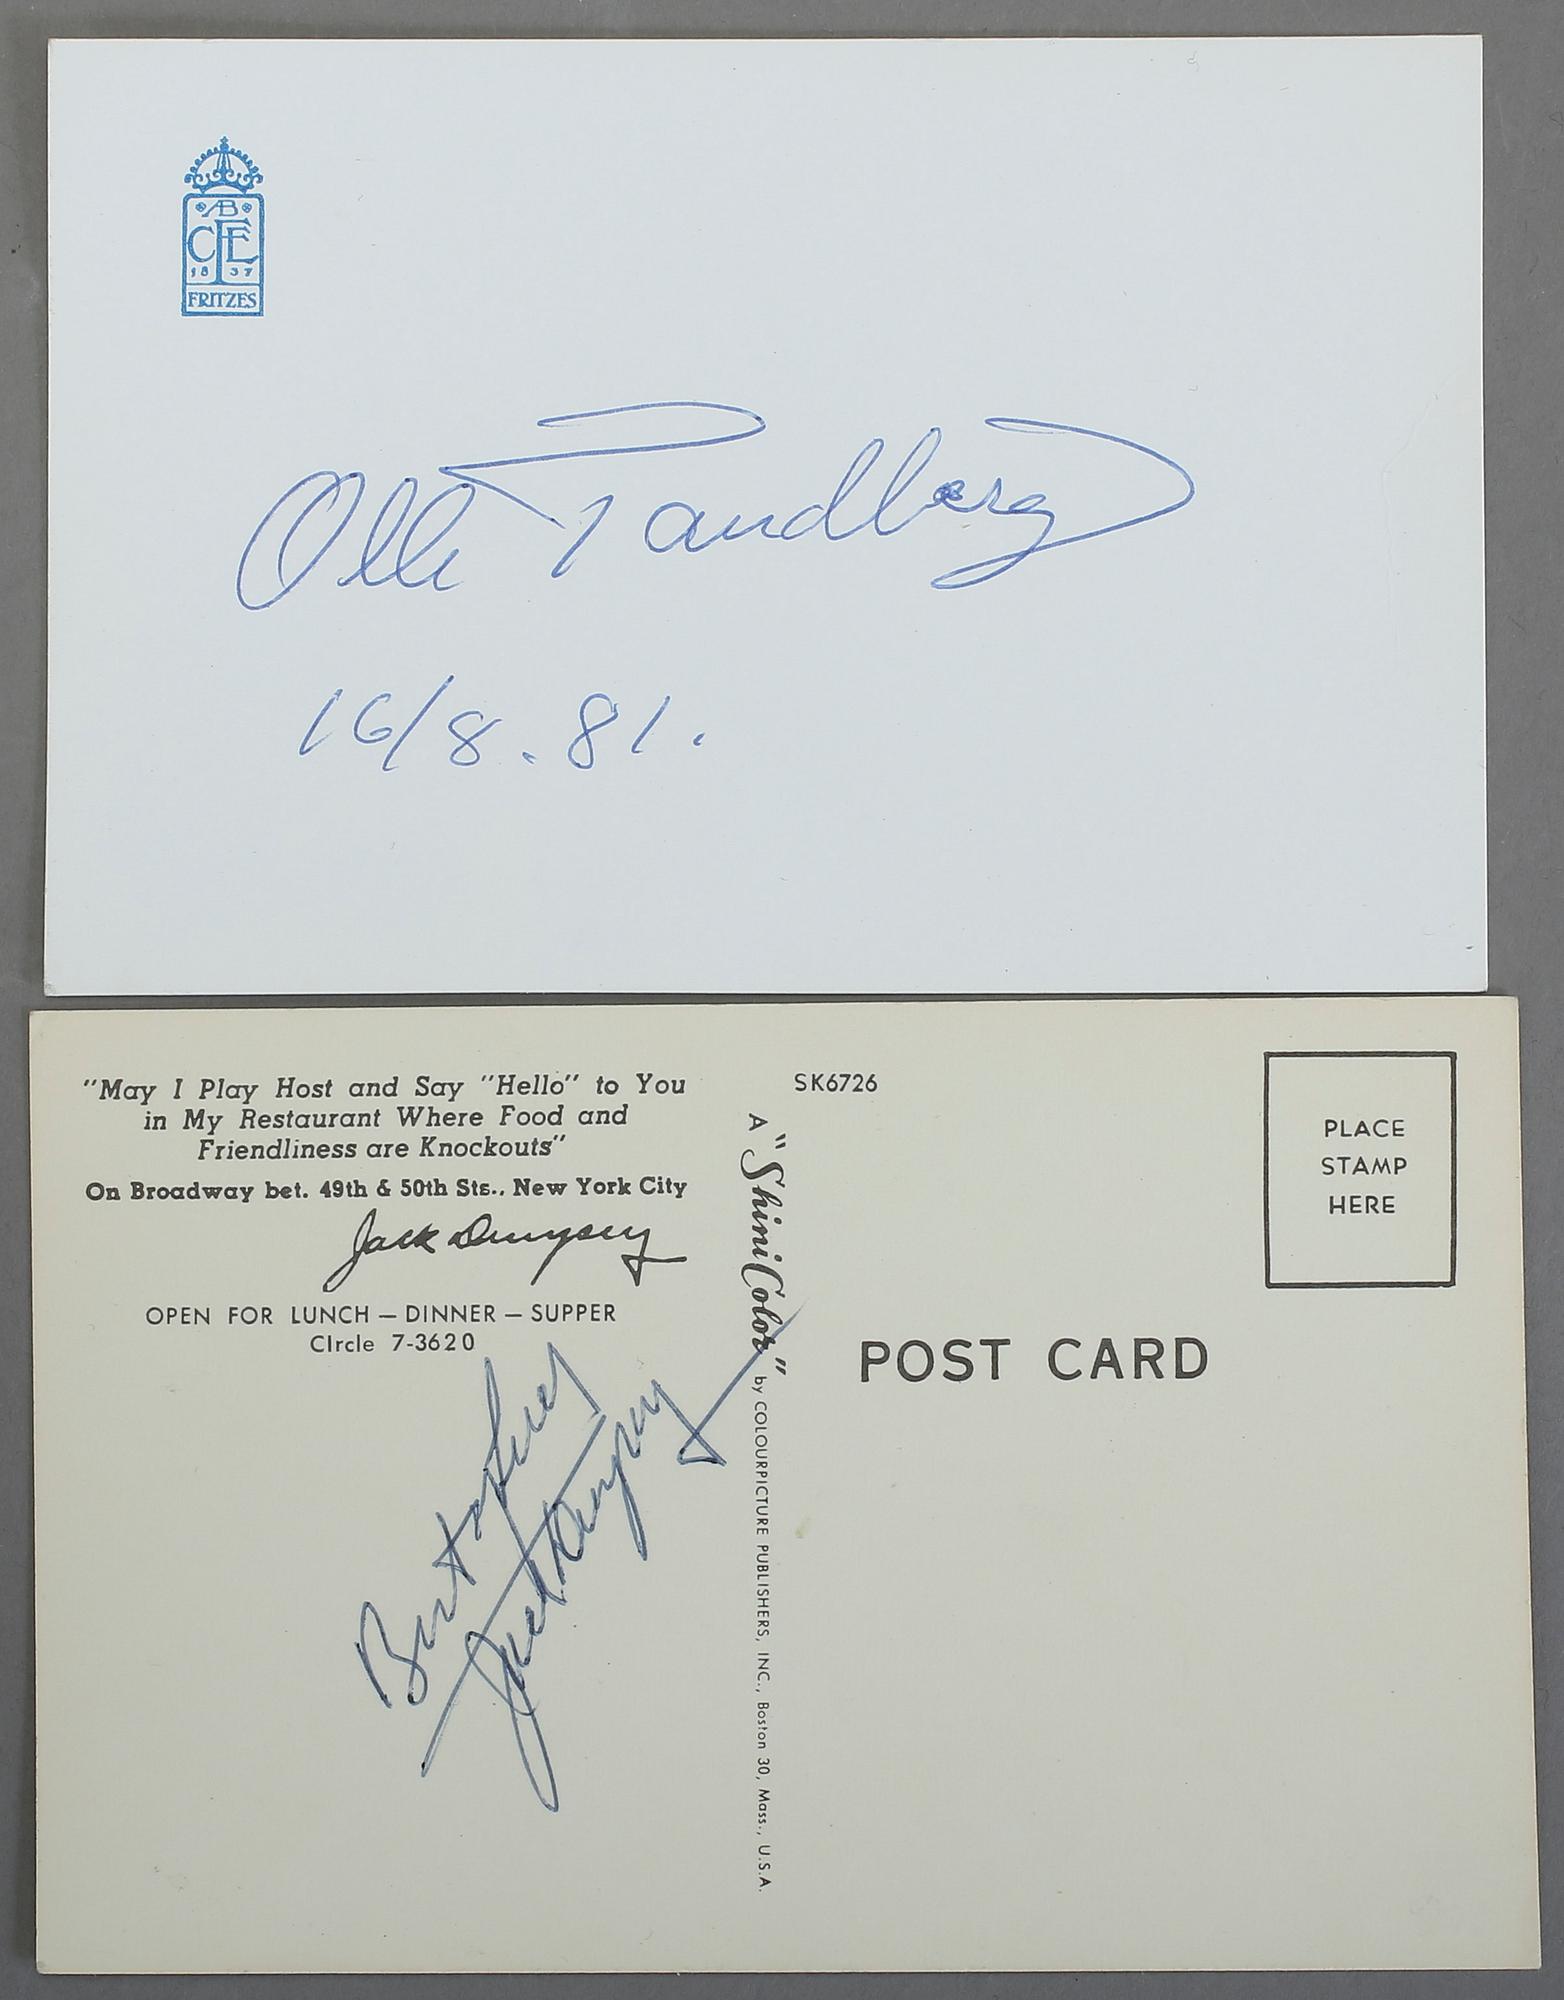 AB
CFE
1837
FRITZES
Olle Tandberg
16/8.81.
"May I Play Host and Say "Hello" to You
in My Restaurant Where Food and
Friendliness are Knockouts"
On Broadway bet. 49th & 50th Sts., New York City
Jack Dempsey
OPEN FOR LUNCH — DINNER — SUPPER
CIrcle 7-3620
Best of luck
Jack Dempsey
A "ShiniColor" by COLOURPICTURE PUBLISHERS, INC., Boston 30, Mass., U.S.A.
SK6726
PLACE
STAMP
HERE
POST CARD